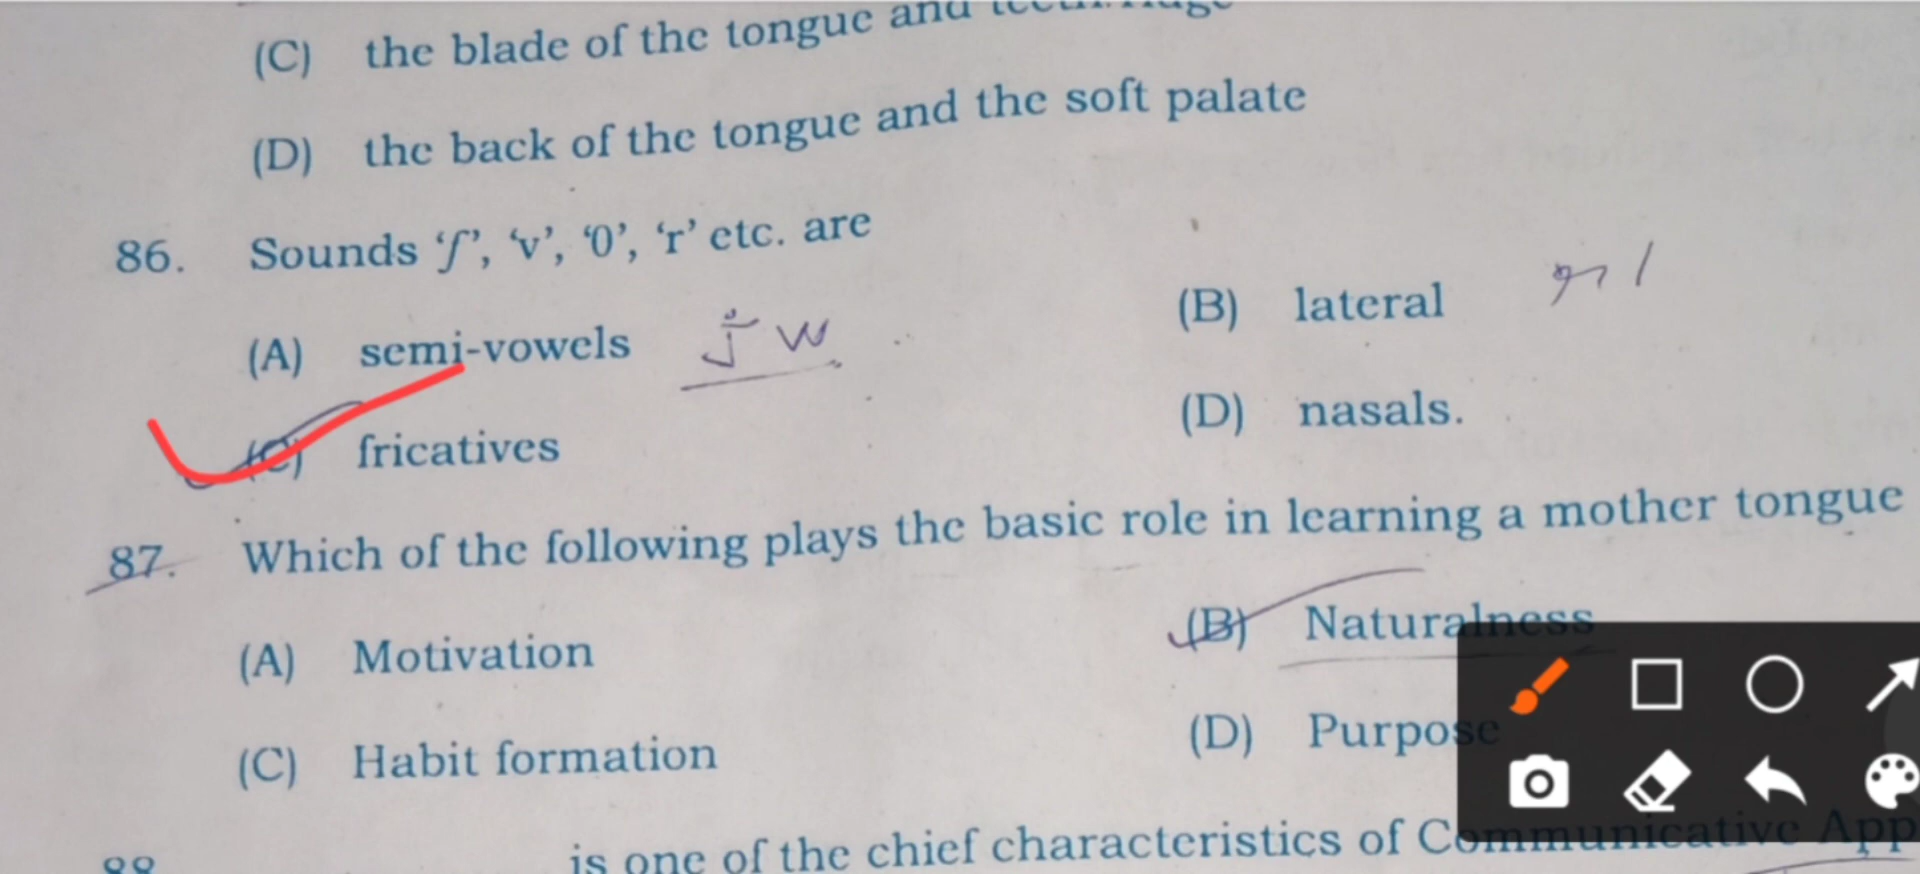 (C) the blade of the tongue and
(D) the back of the tongue and the soft palate
86. Sounds 'f', 'v', '0', 'r' etc. are
(A) semi-vowels j w
(B) lateral
(C) fricatives
(D) nasals.
87. Which of the following plays the basic role in learning a mother tongue
(A) Motivation
(B) Naturalness
(C) Habit formation
(D) Purpose
88. is one of the chief characteristics of Communicative App